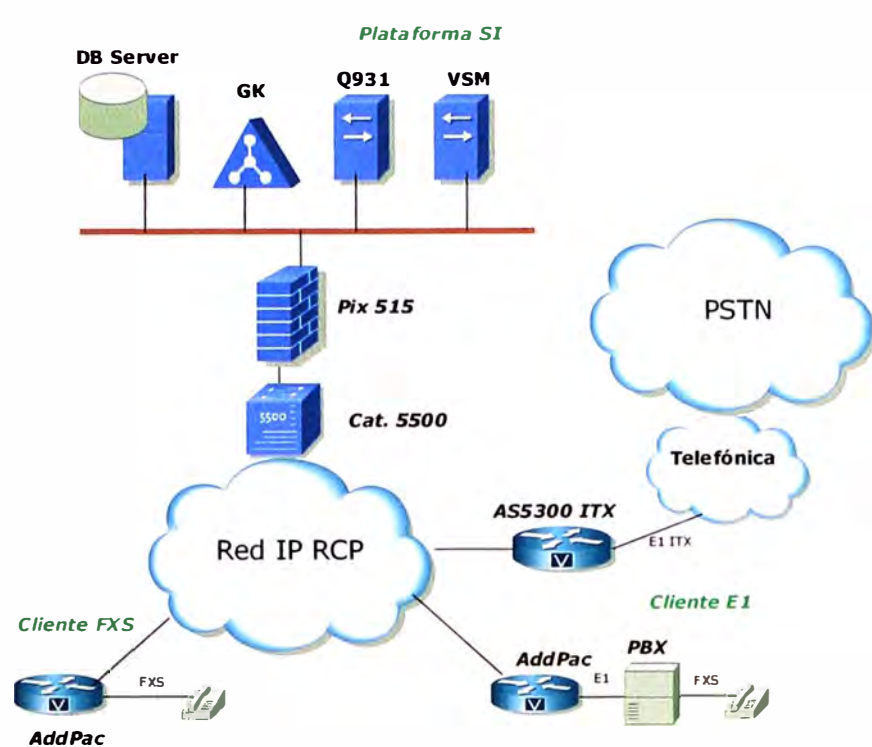 Plataforma SI
DB Server
GK
Q931
VSM
Pix 515
5500
Cat. 5500
PSTN
Telefónica
AS5300 ITX
E1 ITX
Red IP RCP
Cliente FXS
FXS
V
AddPac
Cliente E1
AddPac
E1
PBX
FXS
V
V